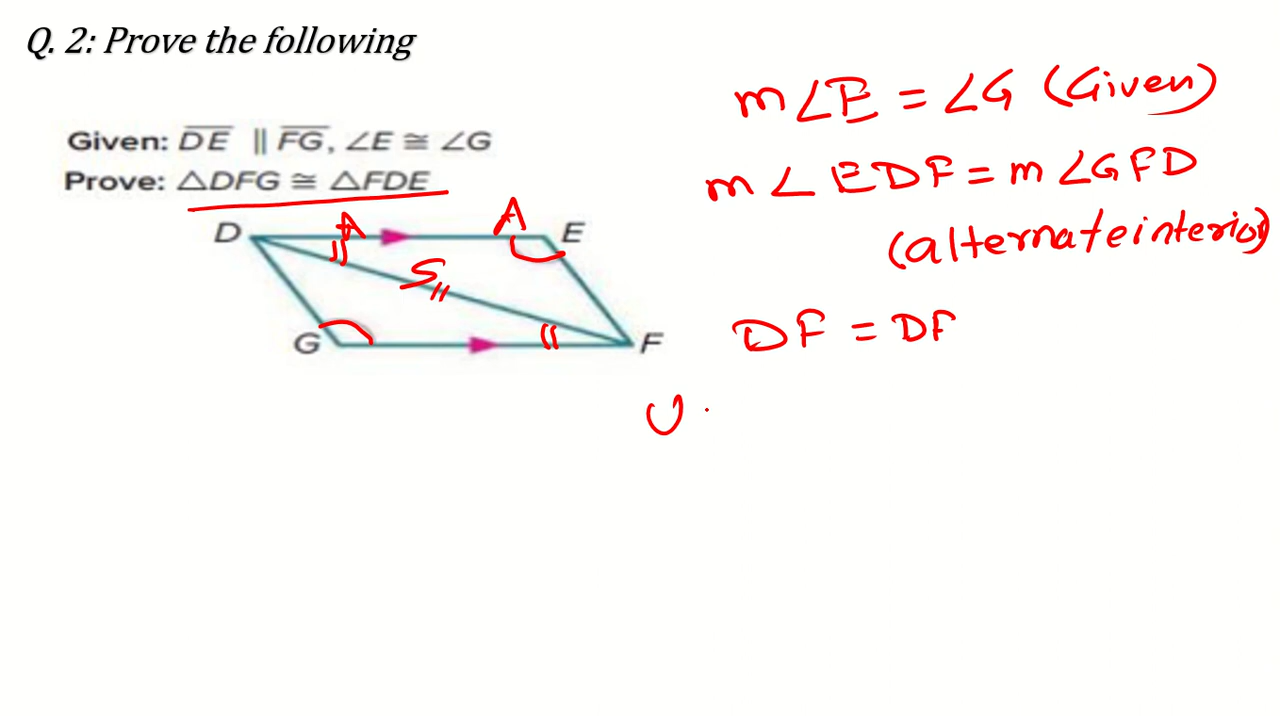 Q. 2: Prove the following
Given: DE || FG, ∠E ≅ ∠G
Prove: △DFG ≅ △FDE
m∠E = ∠G (Given)
m∠EDF = m∠GFD
(alternate interior)
DF = DF
U.
D
A
A
E
S
G
F